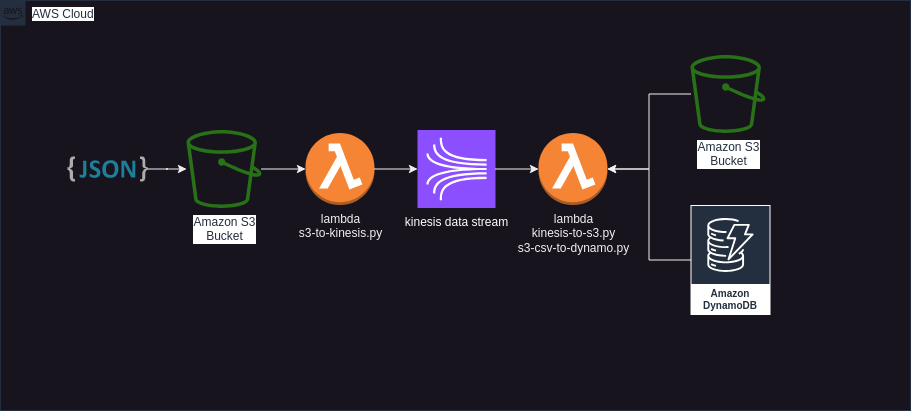 aws
AWS Cloud
{JSON}
Amazon S3
Bucket
lambda
s3-to-kinesis.py
kinesis data stream
lambda
kinesis-to-s3.py
s3-csv-to-dynamo.py
Amazon S3
Bucket
Amazon
DynamoDB